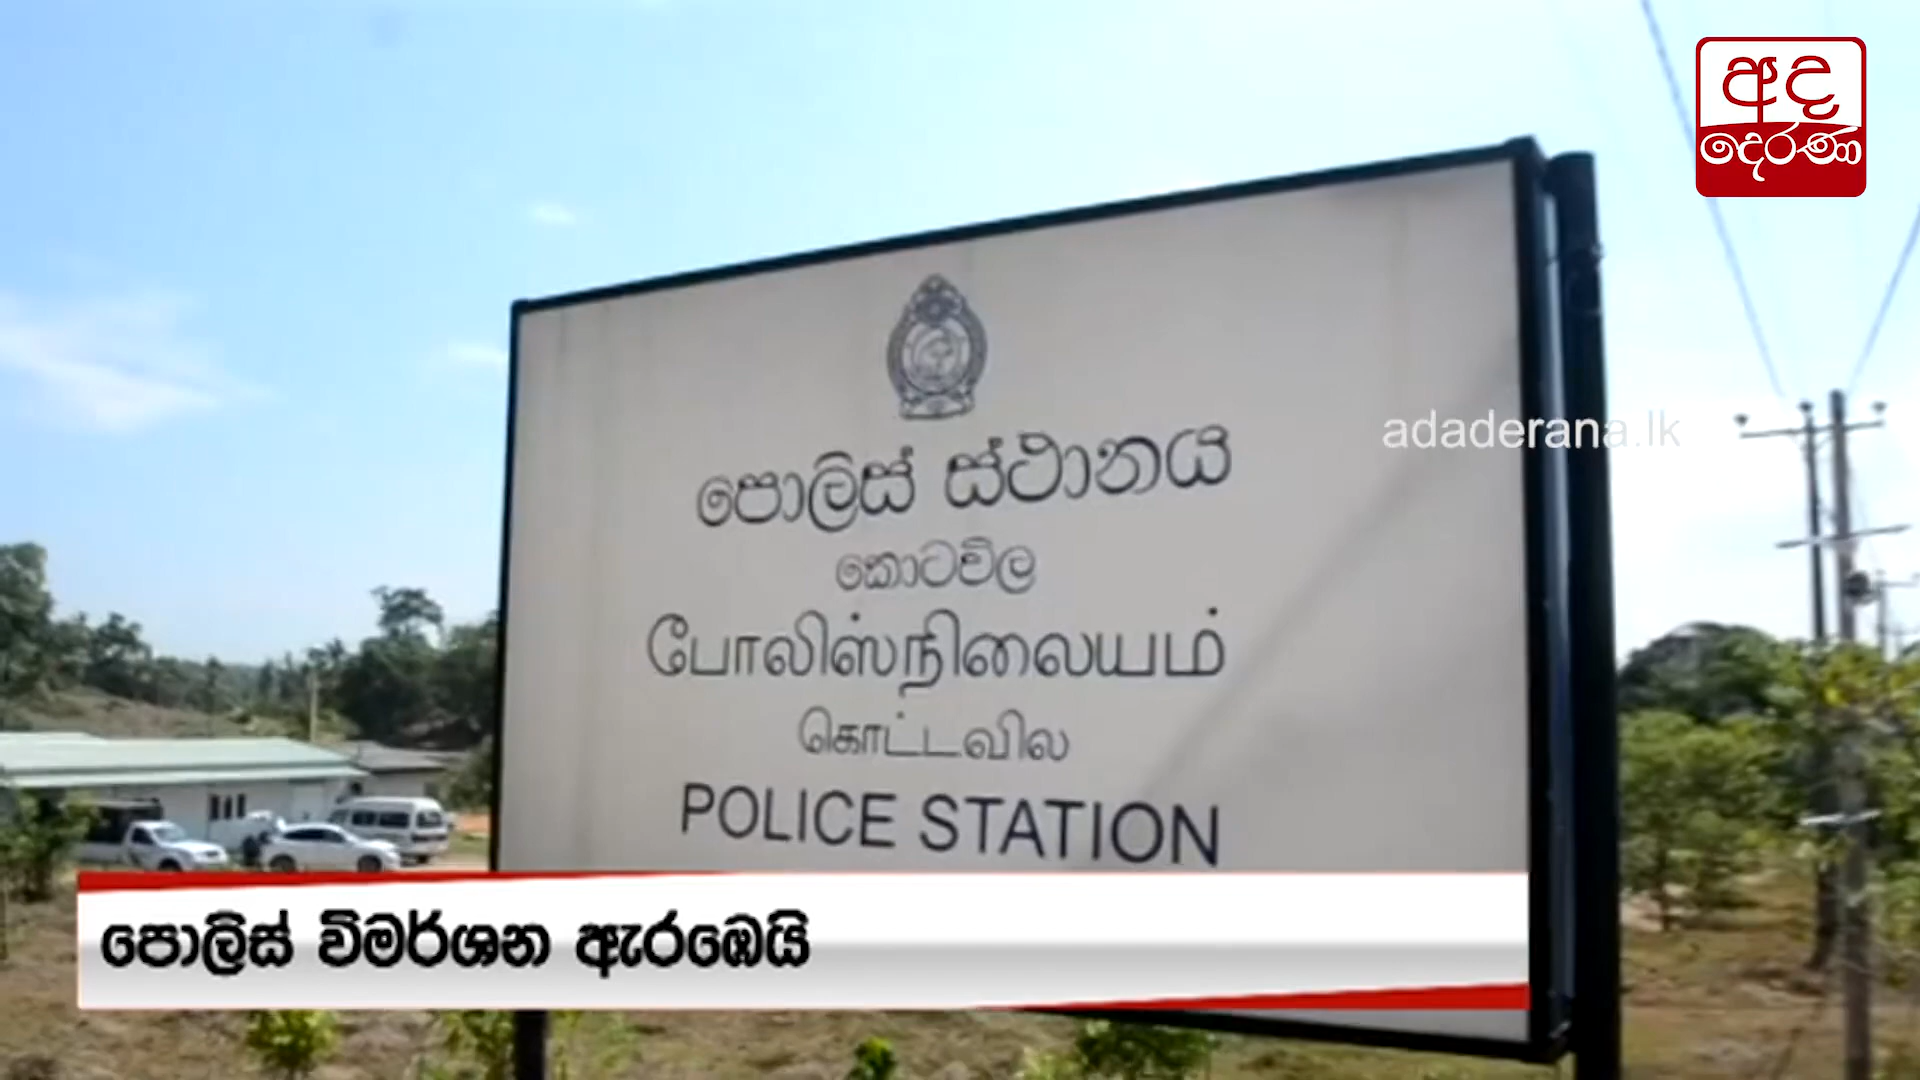 අද
දෙරණ
adaderana.lk
පොලිස් ස්ථානය
කොටවිල
போலிஸ்நிலையம்
கொட்டவில
POLICE STATION
පොලිස් විමර්ශන ඇරඹෙයි